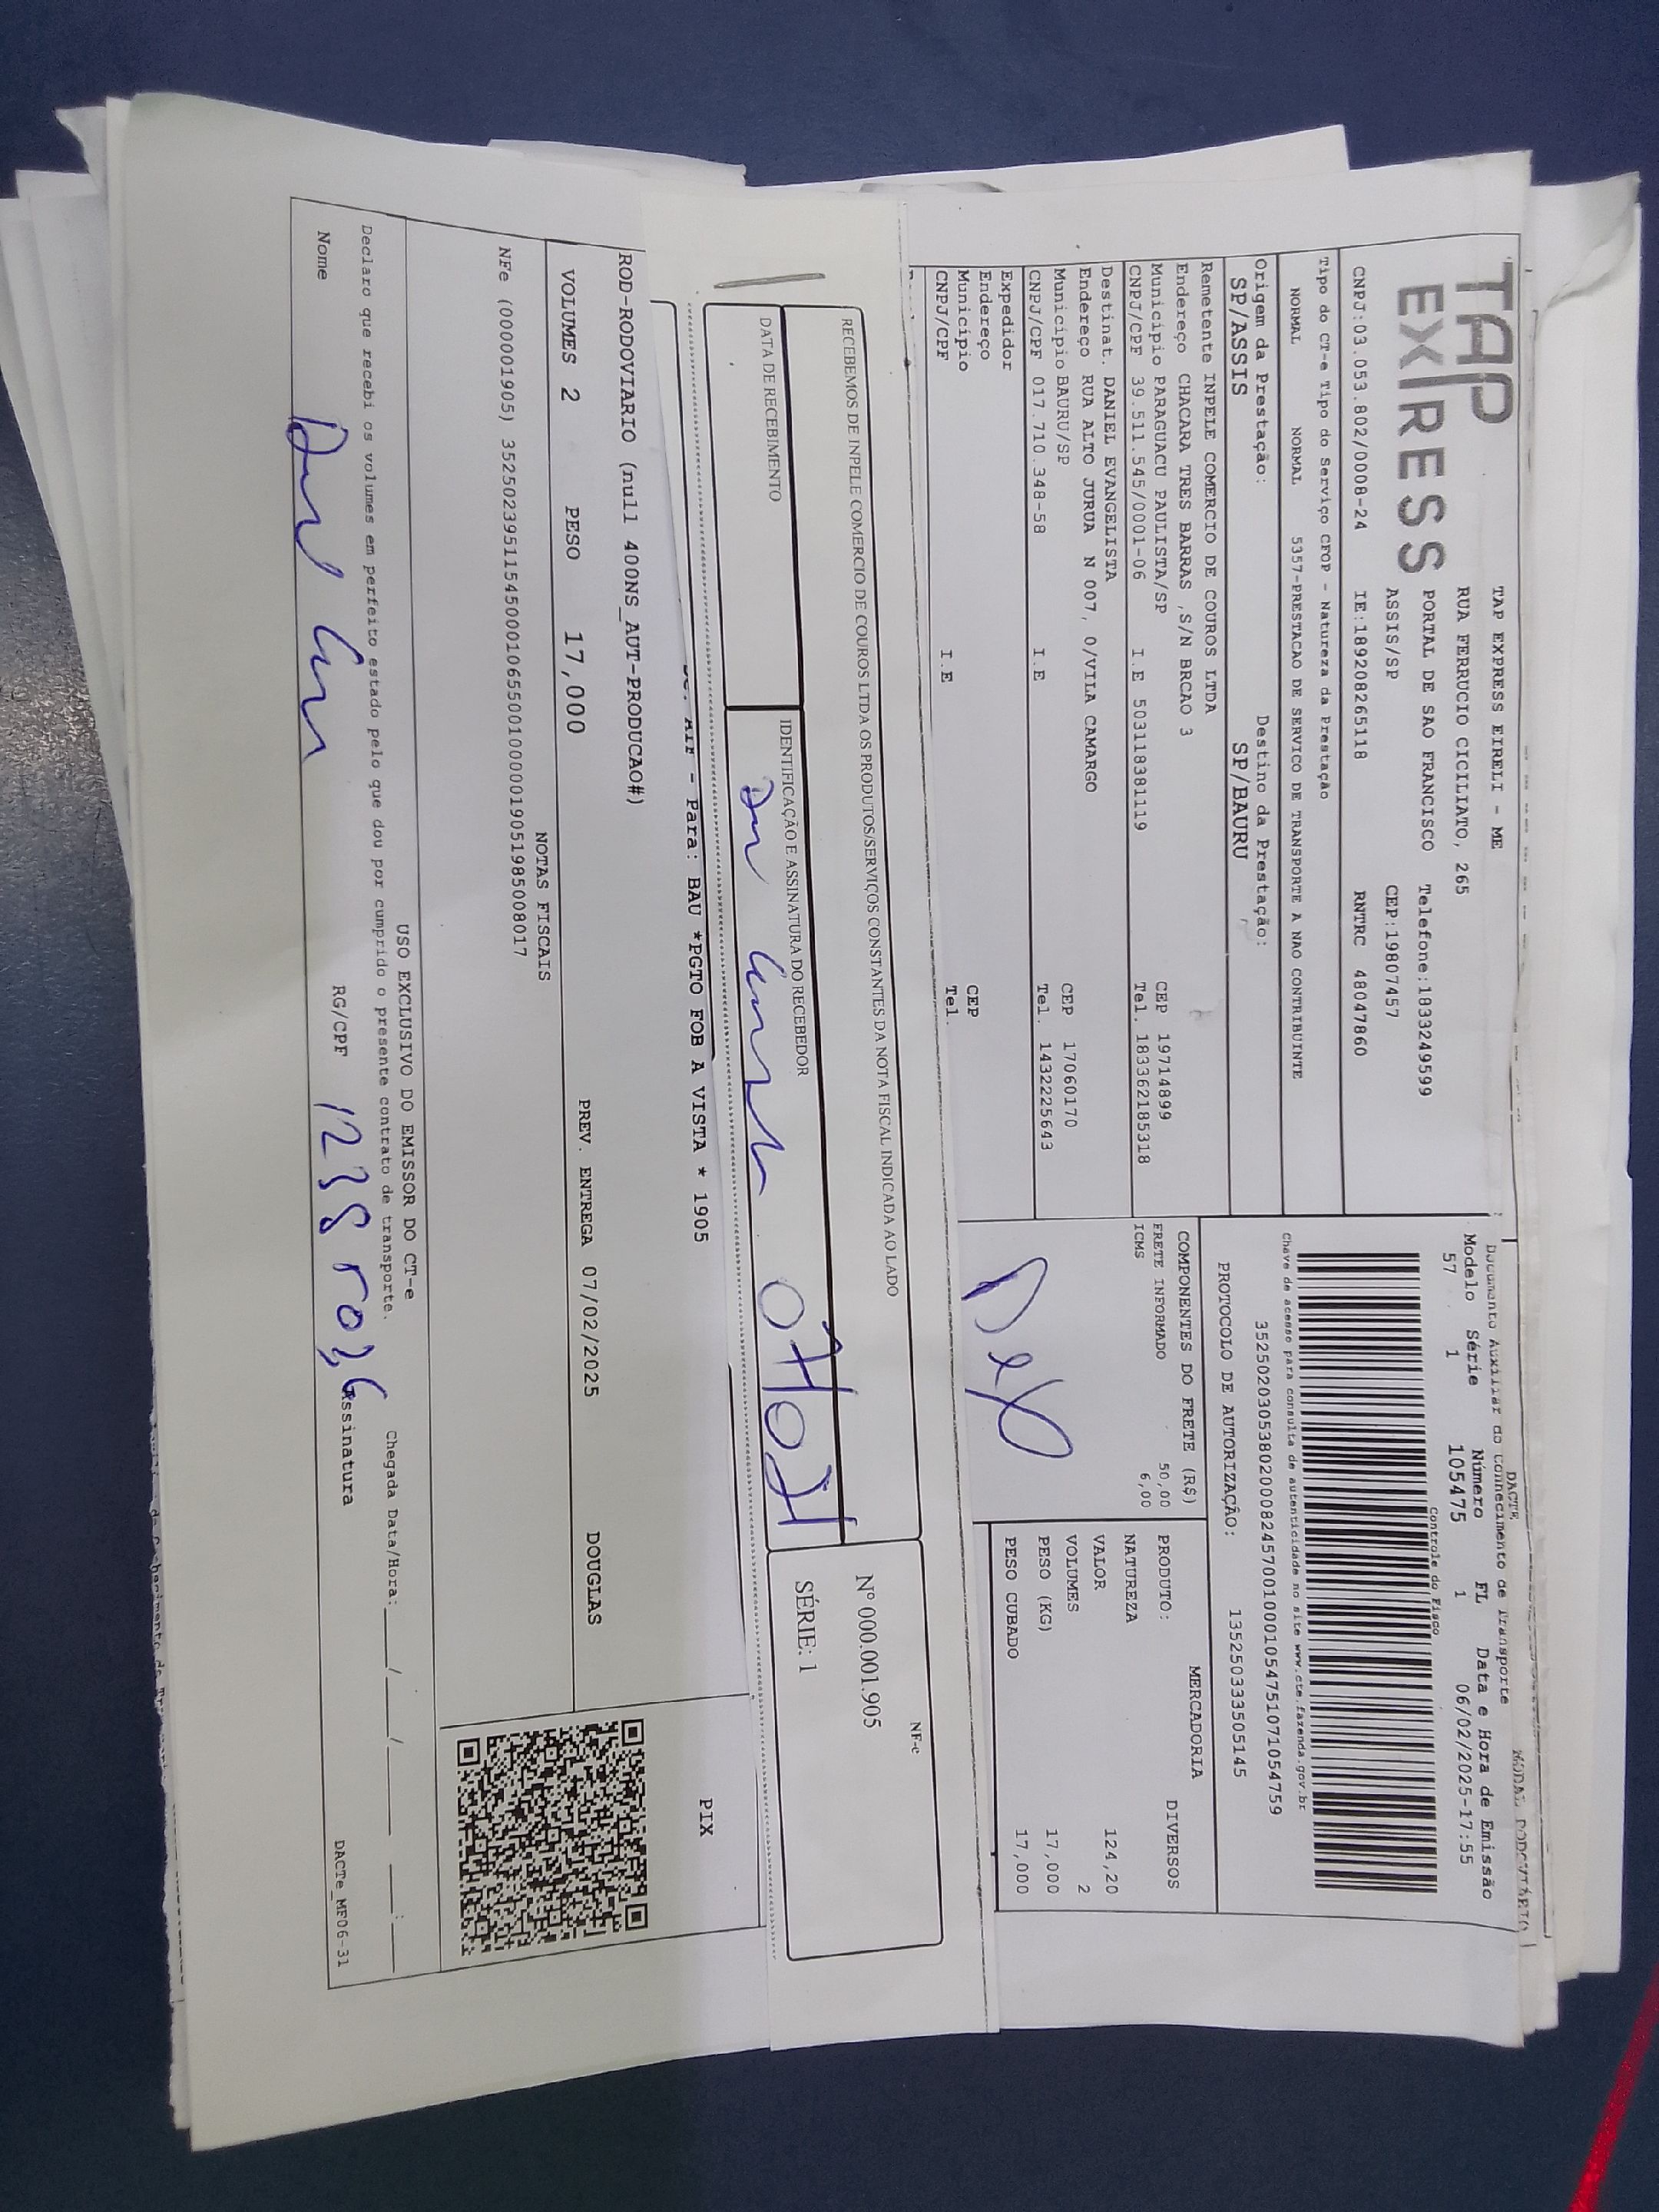 TAP
EXPRESS
TAP EXPRESS EIRELI - ME
RUA FERRUCIO CICILIATO, 265
PORTAL DE SAO FRANCISCO Telefone:1833249599
ASSIS/SP CEP:19807457
CNPJ:03.053.802/0008-24 IE:189208265118 RNTRC 48047860
DACTE
Documento Auxiliar do Conhecimento de Transporte
MODAL RODOVIÁRIO
Modelo Série Número FL Data e Hora de Emissão
57 1 105475 1 06/02/2025-17:55
Controle do Fisco
Chave de acesso para consulta de autenticidade no site www.cte.fazenda.gov.br
35250203053802000824570010001054751071054759
PROTOCOLO DE AUTORIZAÇÃO: 135250333505145
Tipo do CT-e Tipo do Serviço CFOP - Natureza da Prestação
NORMAL NORMAL 5357-PRESTACAO DE SERVICO DE TRANSPORTE A NAO CONTRIBUINTE
Origem da Prestação: Destino da Prestação:
SP/ASSIS SP/BAURU
Remetente INPELE COMERCIO DE COUROS LTDA
Endereço CHACARA TRES BARRAS ,S/N BRCAO 3
Município PARAGUACU PAULISTA/SP CEP 19714899
CNPJ/CPF 39.511.545/0001-06 I.E 503118381119 Tel. 183362185318
Destinat. DANIEL EVANGELISTA
Endereço RUA ALTO JURUA N 007, 0/VILA CAMARGO
Município BAURU/SP CEP 17060170
CNPJ/CPF 017.710.348-58 I.E Tel. 1432225643
Expedidor
Endereço
Município CEP
CNPJ/CPF I.E Tel.
COMPONENTES DO FRETE (R$)
FRETE INFORMADO 50,00
ICMS 6,00
MERCADORIA
PRODUTO: DIVERSOS
NATUREZA
VALOR 124,20
VOLUMES 2
PESO (KG) 17,000
PESO CUBADO 17,000
RECEBEMOS DE INPELE COMERCIO DE COUROS LTDA OS PRODUTOS/SERVIÇOS CONSTANTES DA NOTA FISCAL INDICADA AO LADO
DATA DE RECEBIMENTO
IDENTIFICAÇÃO E ASSINATURA DO RECEBEDOR
NF-e
Nº 000.001.905
SÉRIE: 1
- Para: BAU *PGTO FOB A VISTA * 1905
PIX
ROD-RODOVIARIO (null 400NS_AUT-PRODUCAO#)
VOLUMES 2 PESO 17,000 PREV. ENTREGA 07/02/2025 DOUGLAS
NOTAS FISCAIS
NFe (000001905) 35250239511545000106550010000019051985008017
USO EXCLUSIVO DO EMISSOR DO CT-e
Declaro que recebi os volumes em perfeito estado pelo que dou por cumprido o presente contrato de transporte.
Chegada Data/Hora:___/___/_____ ___:___
Nome RG/CPF Assinatura
DACTe_MF06-31